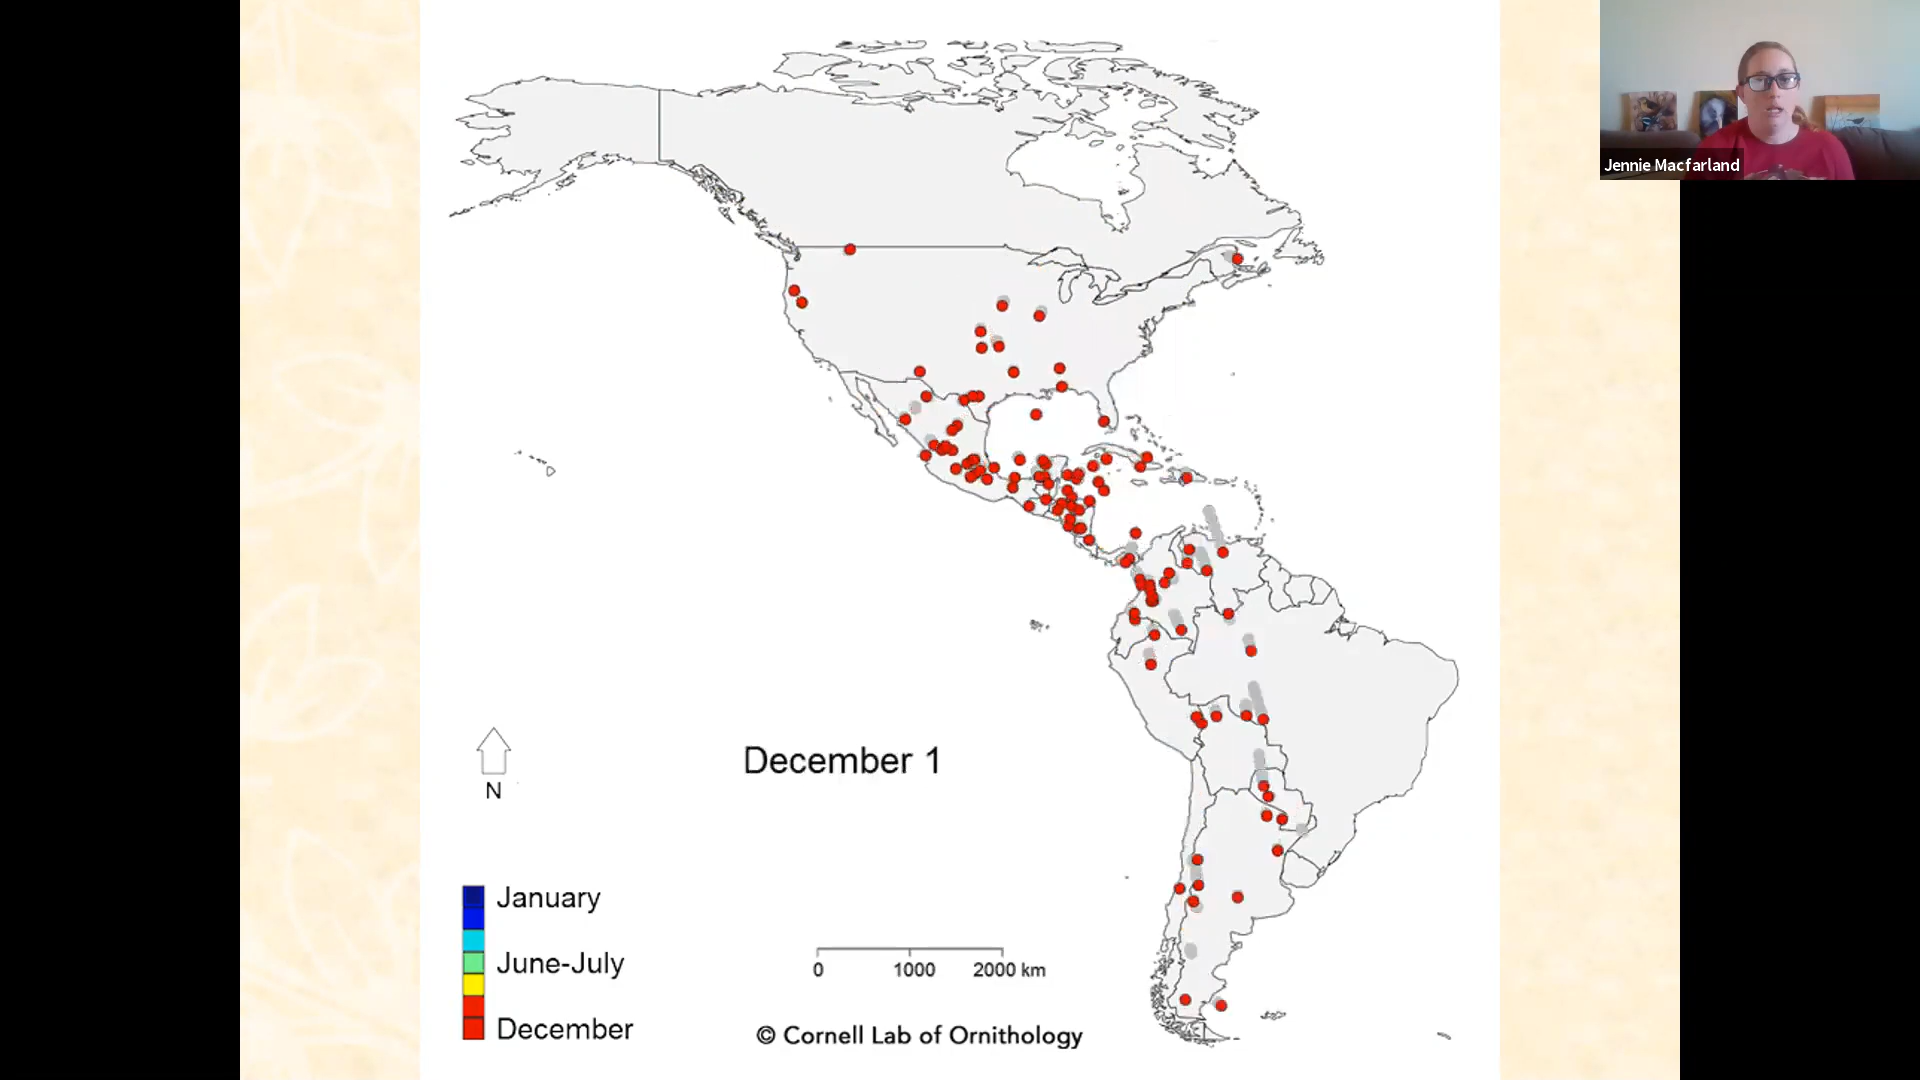 Jennie Macfarland
December 1
N
January
June-July
December
0 1000 2000 km
© Cornell Lab of Ornithology